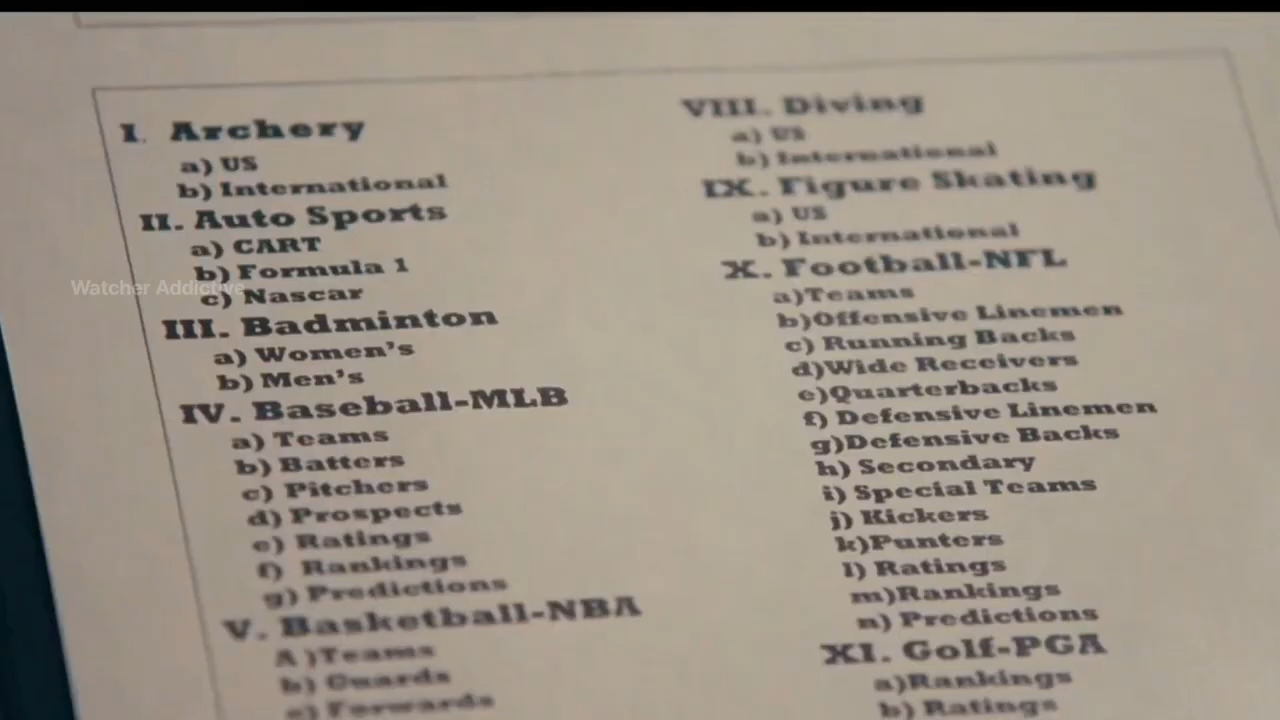 I. Archery
a) US
b) International
II. Auto Sports
a) CART
b) Formula 1
c) Nascar
III. Badminton
a) Women's
b) Men's
IV. Baseball-MLB
a) Teams
b) Batters
c) Pitchers
d) Prospects
e) Ratings
f) Rankings
g) Predictions
V. Basketball-NBA
A )Teams
b) Guards
c) Forwards
VIII. Diving
a) US
b) International
IX. Figure Skating
a) US
b) International
X. Football-NFL
a)Teams
b)Offensive Linemen
c) Running Backs
d)Wide Receivers
e)Quarterbacks
f) Defensive Linemen
g)Defensive Backs
h) Secondary
i) Special Teams
j) Kickers
k)Punters
l) Ratings
m)Rankings
n) Predictions
XI. Golf-PGA
a)Rankings
b) Ratings
Watcher Addictive